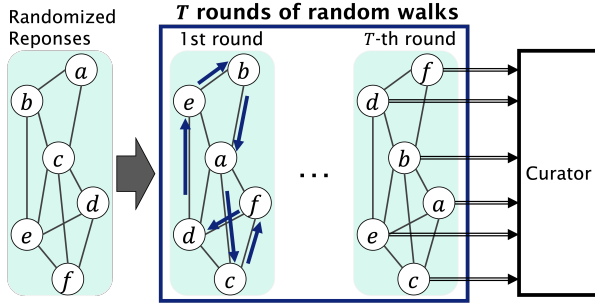 T rounds of random walks
Randomized
Reponses
1st round
T-th round
a
b
c
d
e
f
b
e
a
f
d
c
...
f
d
b
a
e
c
Curator